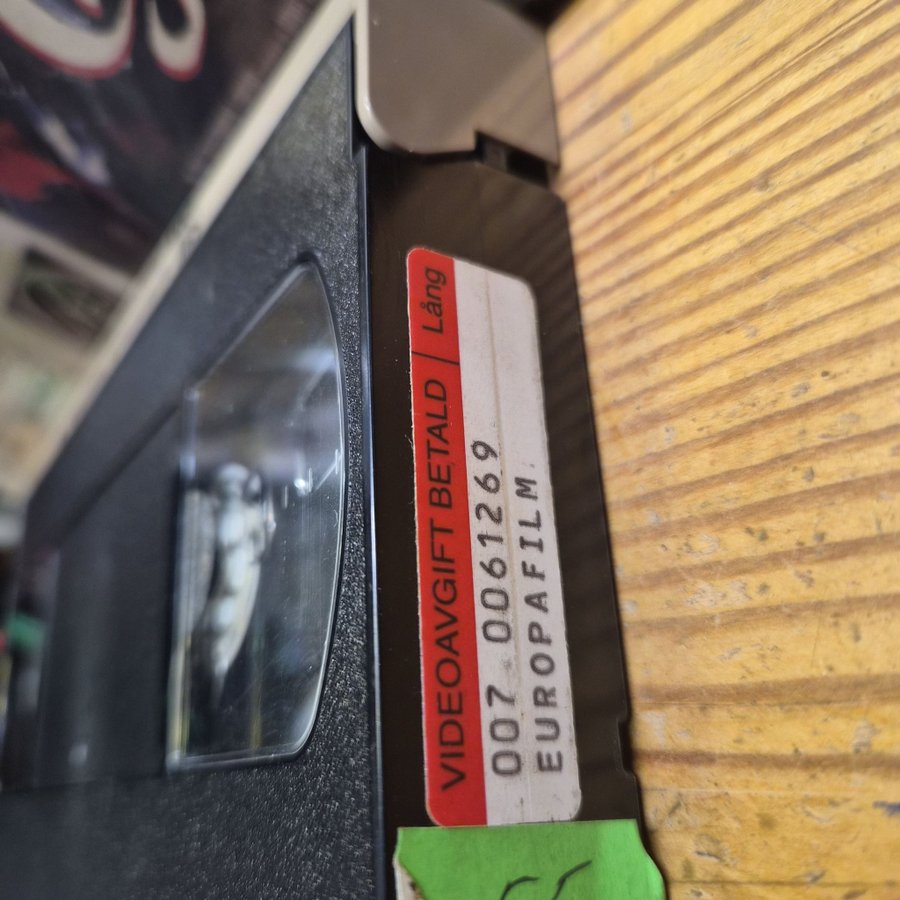 VIDEOAVGIFT BETALD | Lång
007 0061269
EUROPAFILM